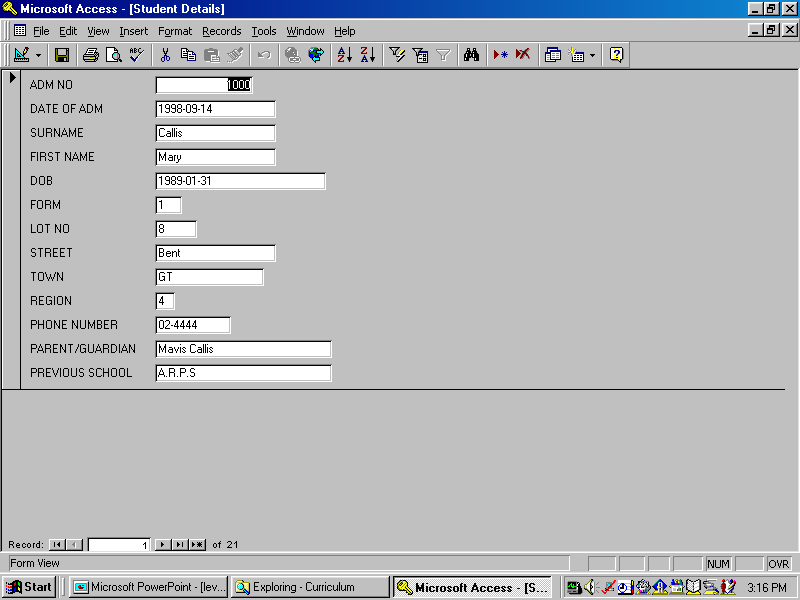 Microsoft Access - [Student Details]
File Edit View Insert Format Records Tools Window Help
ADM NO 1000
DATE OF ADM 1998-09-14
SURNAME Callis
FIRST NAME Mary
DOB 1989-01-31
FORM 1
LOT NO 8
STREET Bent
TOWN GT
REGION 4
PHONE NUMBER 02-4444
PARENT/GUARDIAN Mavis Callis
PREVIOUS SCHOOL A.R.P.S
Record: 1 of 21
Form View NUM OVR
Start Microsoft PowerPoint - [lev... Exploring - Curriculum Microsoft Access - [S... 3:16 PM